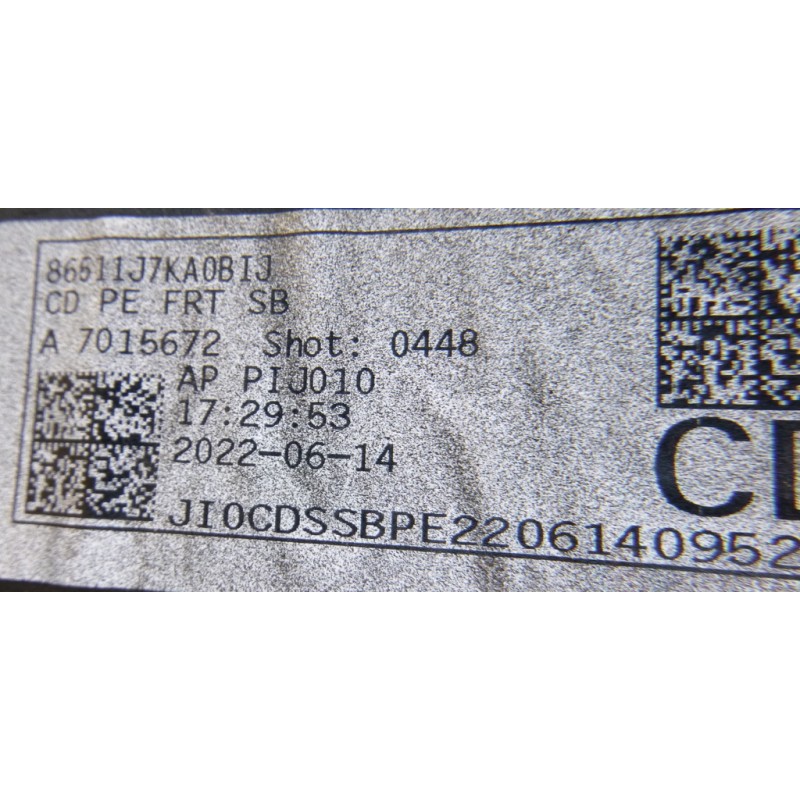 86511J7KA0BIJ
CD PE FRT SB
A 7015672 Shot: 0448
AP PIJ010
17:29:53
2022-06-14
JI0CDSSBPE2206140952